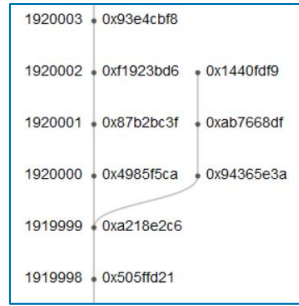 1920003 0x93e4cbf8
1920002 0xf1923bd6 0x1440fdf9
1920001 0x87b2bc3f 0xab7668df
1920000 0x4985f5ca 0x94365e3a
1919999 0xa218e2c6
1919998 0x505ffd21